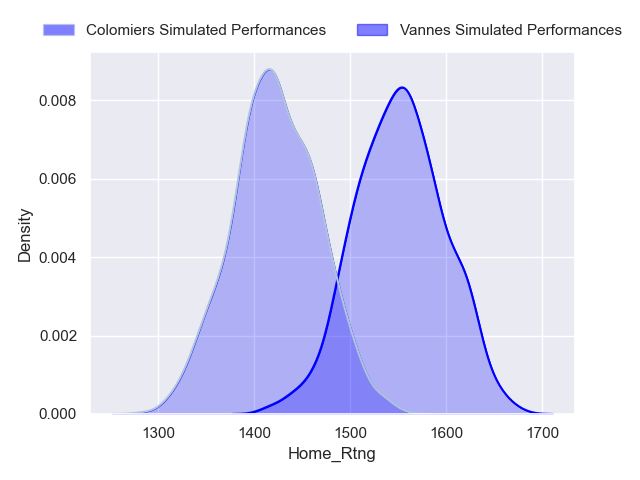 Colomiers Simulated Performances
Vannes Simulated Performances
0.008
0.006
0.004
0.002
0.000
Density
1300
1400
1500
1600
1700
Home_Rtng